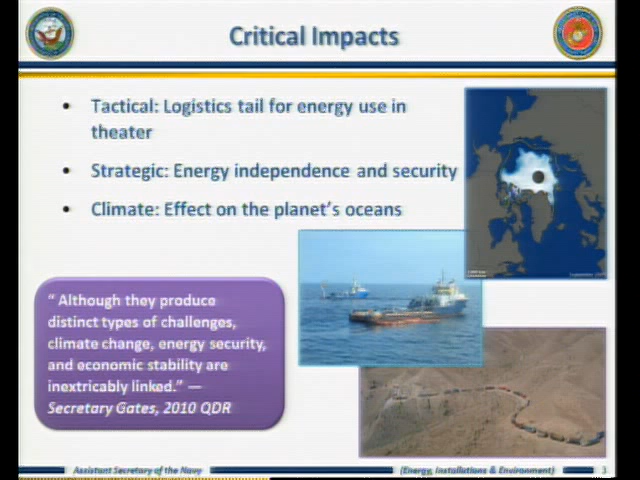 Critical Impacts
• Tactical: Logistics tail for energy use in
theater
• Strategic: Energy independence and security
• Climate: Effect on the planet's oceans
" Although they produce
distinct types of challenges,
climate change, energy security,
and economic stability are
inextricably linked." —
Secretary Gates, 2010 QDR
Assistant Secretary of the Navy
(Energy, Installations & Environment)
3